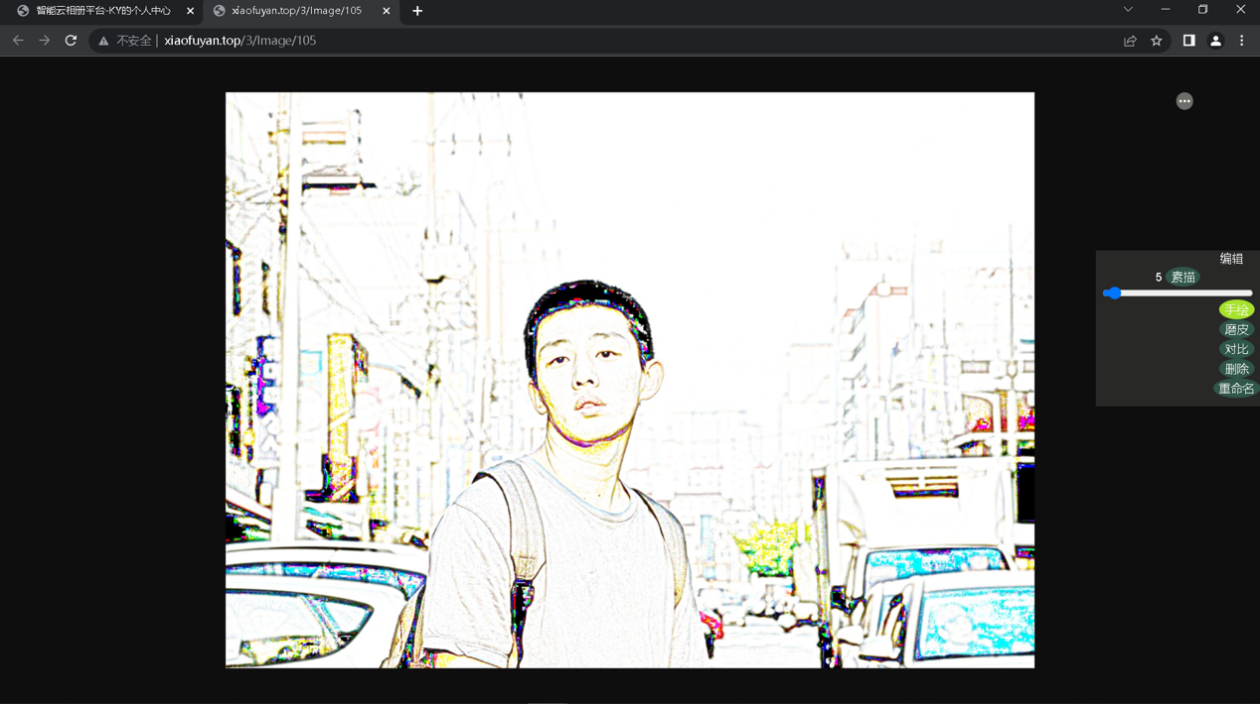 智能云相册平台-KY的个人中心
xiaofuyan.top/3/Image/105
不安全 | xiaofuyan.top/3/Image/105
编辑
5 素描
手绘
磨皮
对比
删除
重命名